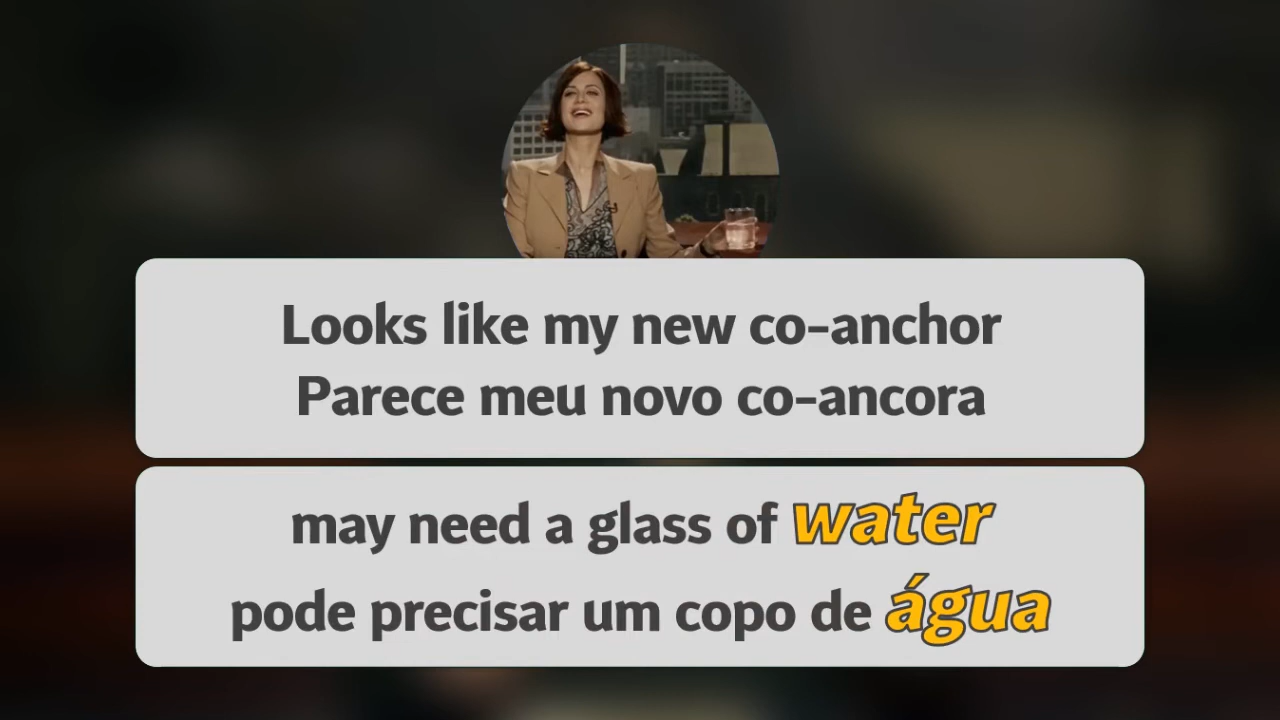 Looks like my new co-anchor
Parece meu novo co-ancora
may need a glass of water
pode precisar um copo de água